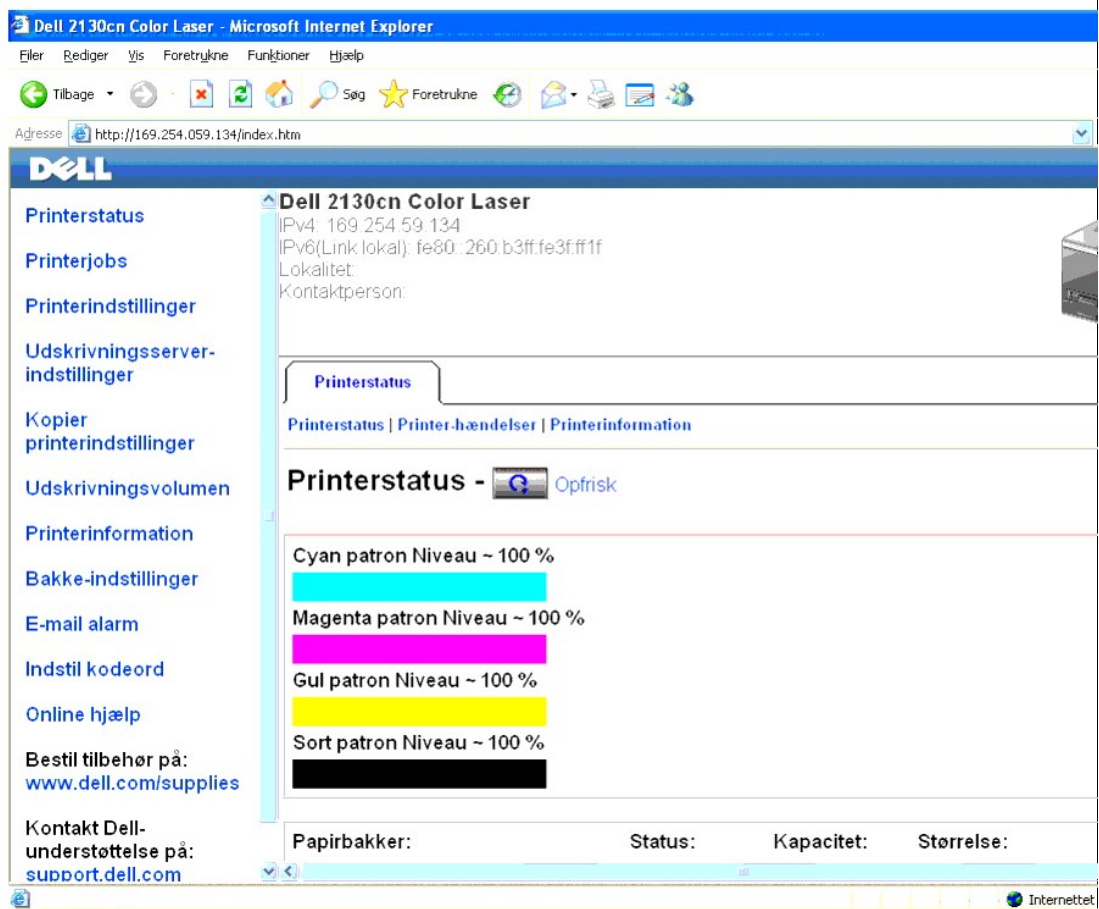 Dell 2130cn Color Laser - Microsoft Internet Explorer
Filer Rediger Vis Foretrukne Funktioner Hjælp
Tilbage Søg Foretrukne
Adresse http://169.254.059.134/index.htm
DELL
Printerstatus
Printerjobs
Printerindstillinger
Udskrivningsserver-
indstillinger
Kopier
printerindstillinger
Udskrivningsvolumen
Printerinformation
Bakke-indstillinger
E-mail alarm
Indstil kodeord
Online hjælp
Bestil tilbehør på:
www.dell.com/supplies
Kontakt Dell-
understøttelse på:
support.dell.com
Dell 2130cn Color Laser
IPv4: 169.254.59.134
IPv6(Link lokal): fe80::260:b3ff:fe3f:ff1f
Lokalitet:
Kontaktperson:
Printerstatus
Printerstatus | Printer-hændelser | Printerinformation
Printerstatus - Opfrisk
Cyan patron Niveau ~ 100 %
Magenta patron Niveau ~ 100 %
Gul patron Niveau ~ 100 %
Sort patron Niveau ~ 100 %
Papirbakker: Status: Kapacitet: Størrelse:
Internettet